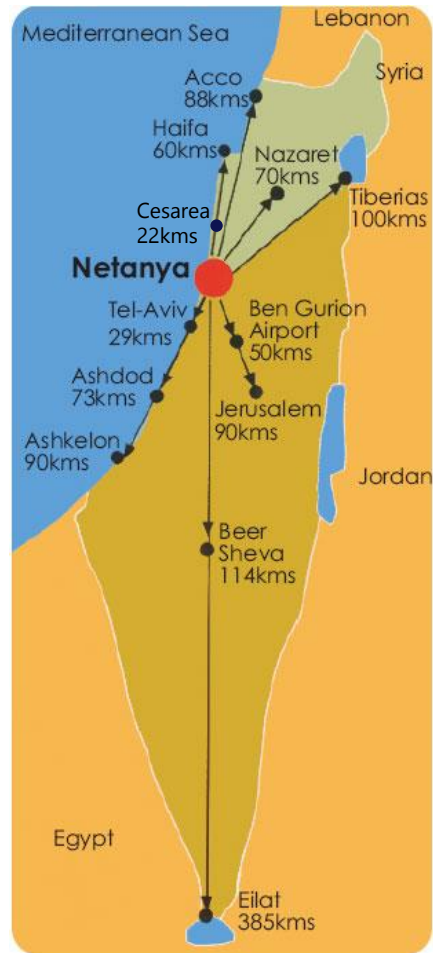 Lebanon
Mediterranean Sea
Syria
Acco
88kms
Haifa
60kms
Nazaret
70kms
Tiberias
100kms
Cesarea
22kms
Netanya
Tel-Aviv
29kms
Ben Gurion
Airport
50kms
Ashdod
73kms
Jerusalem
90kms
Ashkelon
90kms
Jordan
Beer
Sheva
114kms
Egypt
Eilat
385kms